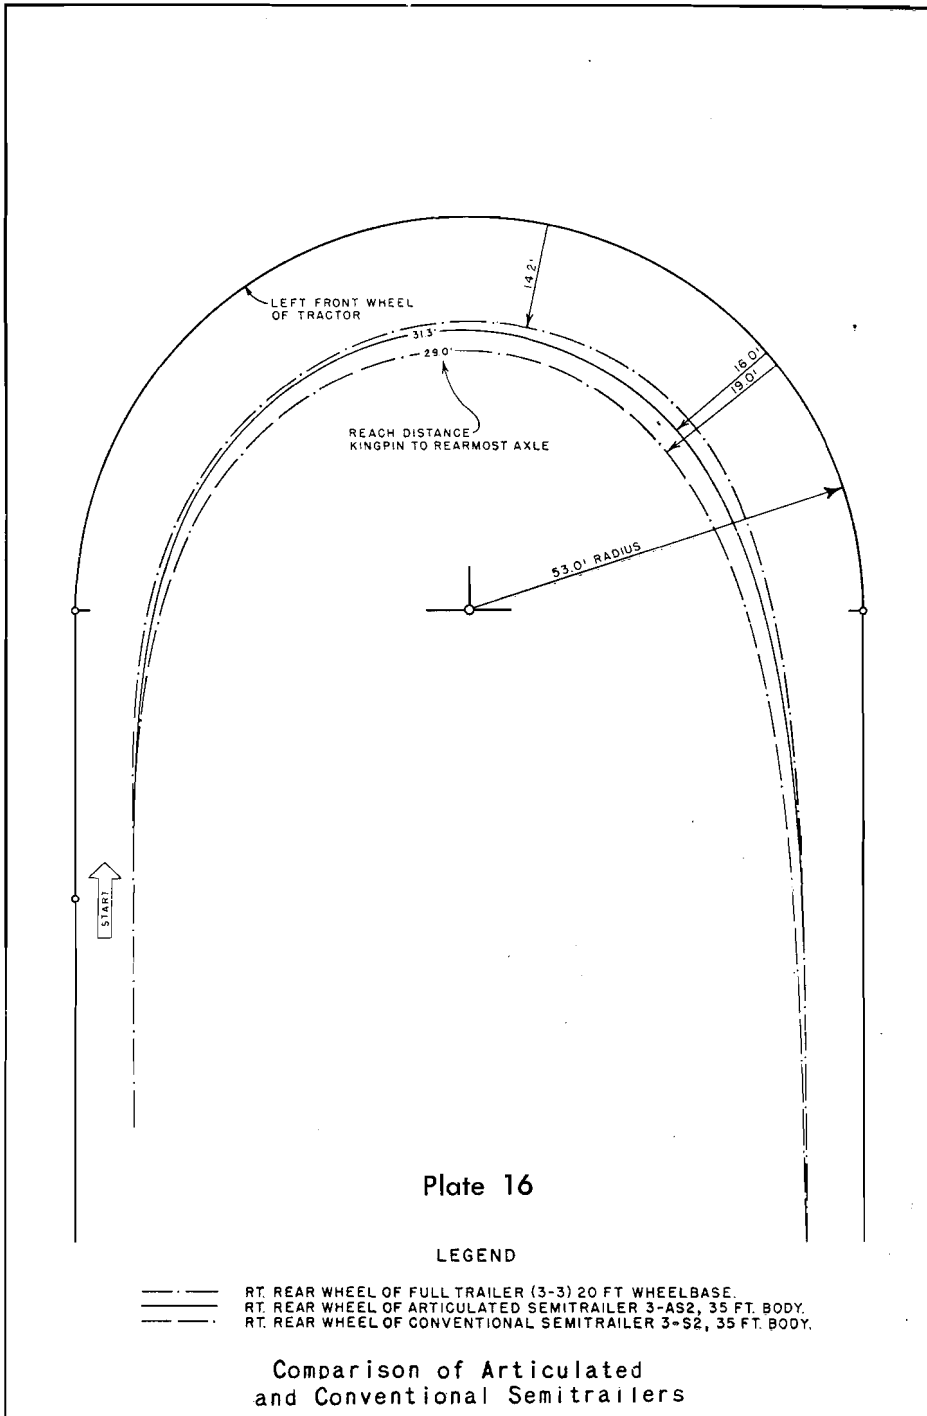 14.2'
LEFT FRONT WHEEL
OF TRACTOR
31.3'
29.0'
16.0'
19.0'
REACH DISTANCE
KINGPIN TO REARMOST AXLE
53.0' RADIUS
START
Plate 16
LEGEND
RT. REAR WHEEL OF FULL TRAILER (3-3) 20 FT WHEELBASE.
RT. REAR WHEEL OF ARTICULATED SEMITRAILER 3-AS2, 35 FT. BODY.
RT. REAR WHEEL OF CONVENTIONAL SEMITRAILER 3-S2, 35 FT. BODY.
Comparison of Articulated
and Conventional Semitrailers